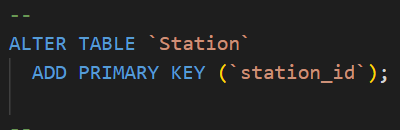 --
ALTER TABLE `Station`
ADD PRIMARY KEY (`station_id`);
--